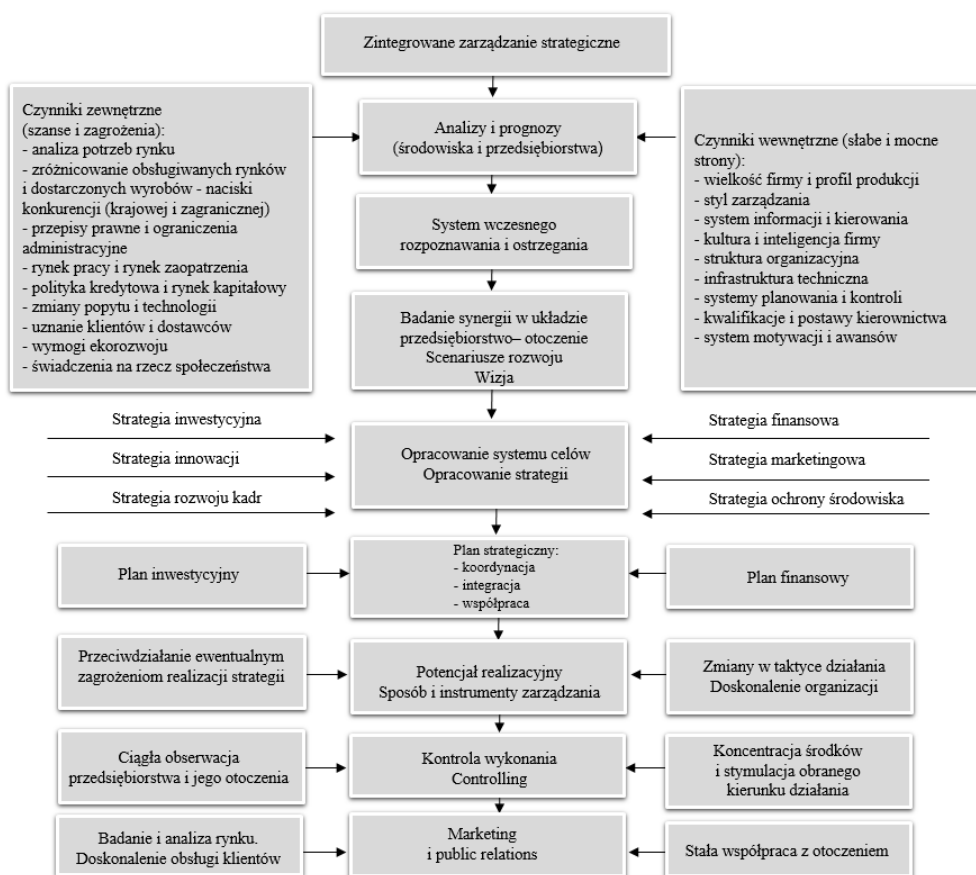 Zintegrowane zarządzanie strategiczne
Czynniki zewnętrzne
(szanse i zagrożenia):
- analiza potrzeb rynku
- zróżnicowanie obsługiwanych rynków
i dostarczonych wyrobów - naciski
konkurencji (krajowej i zagranicznej)
- przepisy prawne i ograniczenia
administracyjne
- rynek pracy i rynek zaopatrzenia
- polityka kredytowa i rynek kapitałowy
- zmiany popytu i technologii
- uznanie klientów i dostawców
- wymogi ekorozwoju
- świadczenia na rzecz społeczeństwa
Analizy i prognozy
(środowiska i przedsiębiorstwa)
Czynniki wewnętrzne (słabe i mocne
strony):
- wielkość firmy i profil produkcji
- styl zarządzania
- system informacji i kierowania
- kultura i inteligencja firmy
- struktura organizacyjna
- infrastruktura techniczna
- systemy planowania i kontroli
- kwalifikacje i postawy kierownictwa
- system motywacji i awansów
System wczesnego
rozpoznawania i ostrzegania
Badanie synergii w układzie
przedsiębiorstwo– otoczenie
Scenariusze rozwoju
Wizja
Strategia inwestycyjna
Strategia innowacji
Strategia rozwoju kadr
Opracowanie systemu celów
Opracowanie strategii
Strategia finansowa
Strategia marketingowa
Strategia ochrony środowiska
Plan inwestycyjny
Plan strategiczny:
- koordynacja
- integracja
- współpraca
Plan finansowy
Przeciwdziałanie ewentualnym
zagrożeniom realizacji strategii
Potencjał realizacyjny
Sposób i instrumenty zarządzania
Zmiany w taktyce działania
Doskonalenie organizacji
Ciągła obserwacja
przedsiębiorstwa i jego otoczenia
Kontrola wykonania
Controlling
Koncentracja środków
i stymulacja obranego
kierunku działania
Badanie i analiza rynku.
Doskonalenie obsługi klientów
Marketing
i public relations
Stała współpraca z otoczeniem